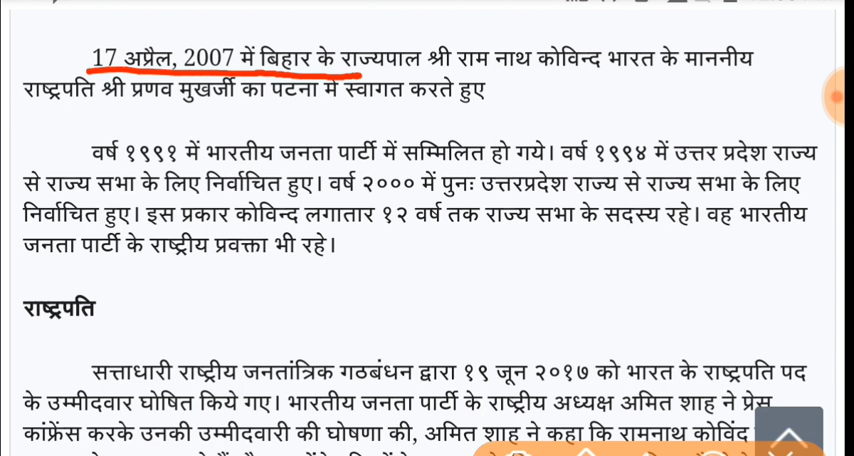 17 अप्रैल, 2007 में बिहार के राज्यपाल श्री राम नाथ कोविन्द भारत के माननीय
राष्ट्रपति श्री प्रणव मुखर्जी का पटना में स्वागत करते हुए
वर्ष १९९१ में भारतीय जनता पार्टी में सम्मिलित हो गये। वर्ष १९९४ में उत्तर प्रदेश राज्य
से राज्य सभा के लिए निर्वाचित हुए। वर्ष २००० में पुनः उत्तरप्रदेश राज्य से राज्य सभा के लिए
निर्वाचित हुए। इस प्रकार कोविन्द लगातार १२ वर्ष तक राज्य सभा के सदस्य रहे। वह भारतीय
जनता पार्टी के राष्ट्रीय प्रवक्ता भी रहे।
राष्ट्रपति
सत्ताधारी राष्ट्रीय जनतांत्रिक गठबंधन द्वारा १९ जून २०१७ को भारत के राष्ट्रपति पद
के उम्मीदवार घोषित किये गए। भारतीय जनता पार्टी के राष्ट्रीय अध्यक्ष अमित शाह ने प्रेस
कांफ्रेंस करके उनकी उम्मीदवारी की घोषणा की, अमित शाह ने कहा कि रामनाथ कोविंद